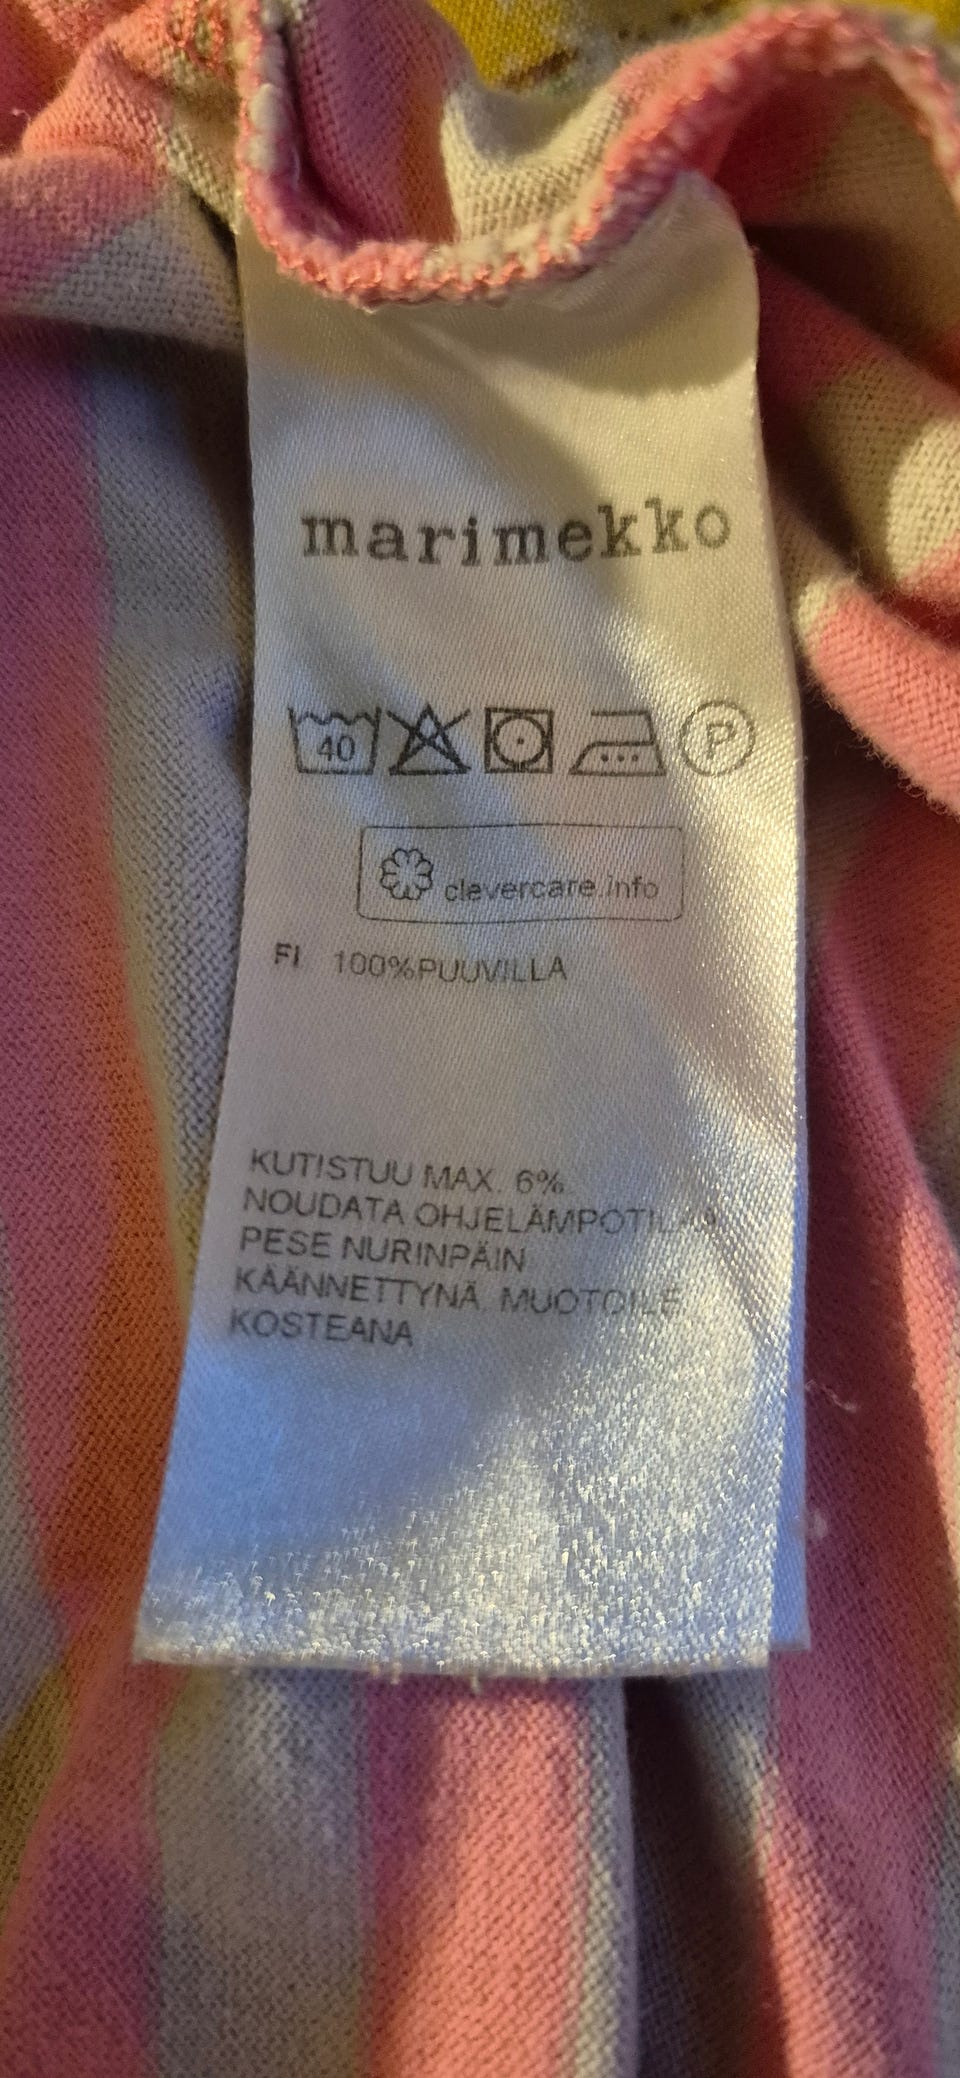 marimekko
40 P
clevercare.info
FI 100%PUUVILLA
KUTISTUU MAX. 6%
NOUDATA OHJELÄMPÖTILAA
PESE NURINPÄIN
KÄÄNNETTYNÄ. MUOTOILE
KOSTEANA